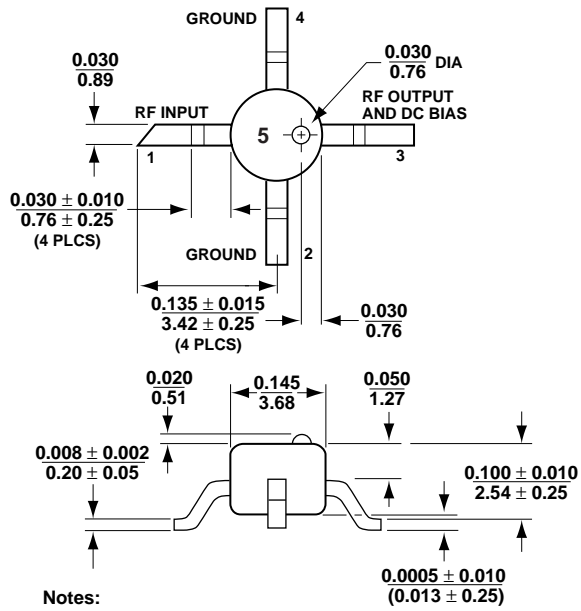 GROUND 4
0.030
0.89
0.030
0.76 DIA
RF INPUT
RF OUTPUT
AND DC BIAS
5
1
3
0.030 ± 0.010
0.76 ± 0.25
(4 PLCS)
GROUND 2
0.135 ± 0.015
3.42 ± 0.25
(4 PLCS)
0.030
0.76
0.020
0.51
0.145
3.68
0.050
1.27
0.008 ± 0.002
0.20 ± 0.05
0.100 ± 0.010
2.54 ± 0.25
0.0005 ± 0.010
(0.013 ± 0.25)
Notes: